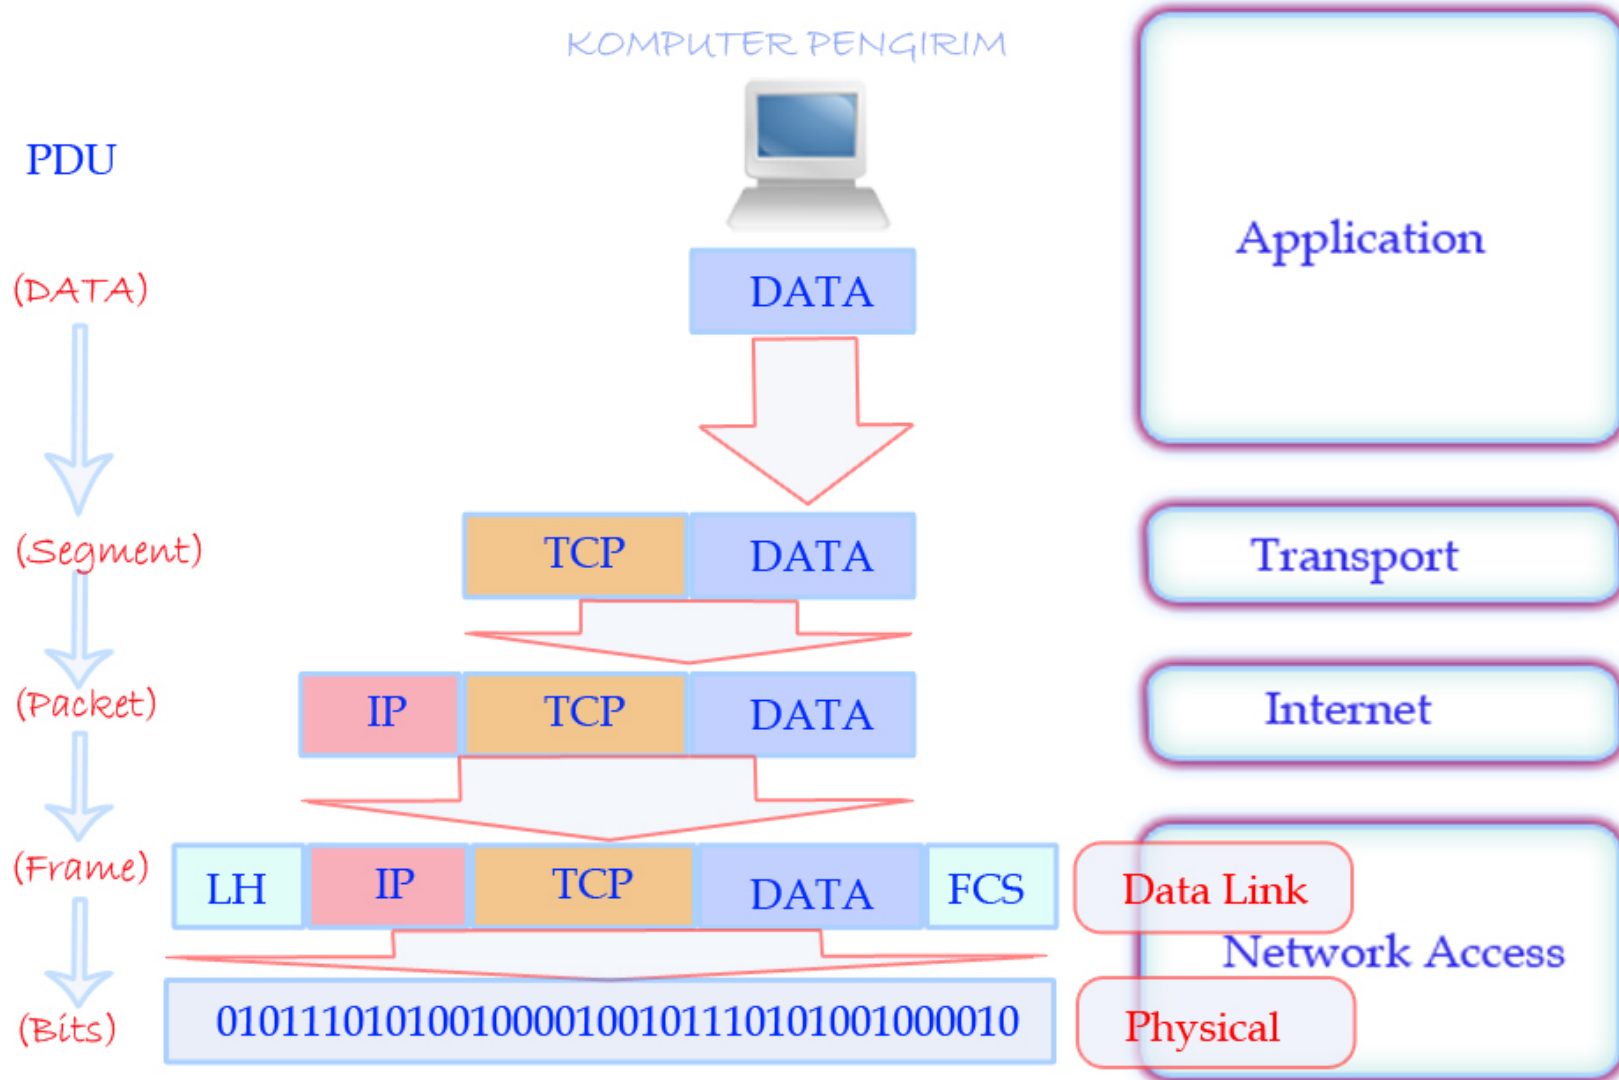 KOMPUTER PENGIRIM
PDU
Application
(DATA)
DATA
(Segment)
TCP DATA
Transport
(Packet)
IP TCP DATA
Internet
(Frame)
LH IP TCP DATA FCS
Data Link
Network Access
(Bits)
0101110101001000010010111010100100010
Physical